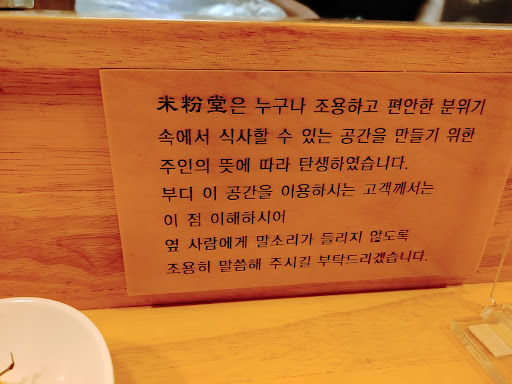 未粉堂은 누구나 조용하고 편안한 분위기
속에서 식사할 수 있는 공간을 만들기 위한
주인의 뜻에 따라 탄생하였습니다.
부디 이 공간을 이용하시는 고객께서는
이 점 이해하시어
옆 사람에게 말소리가 들리지 않도록
조용히 말씀해 주시길 부탁드리겠습니다.